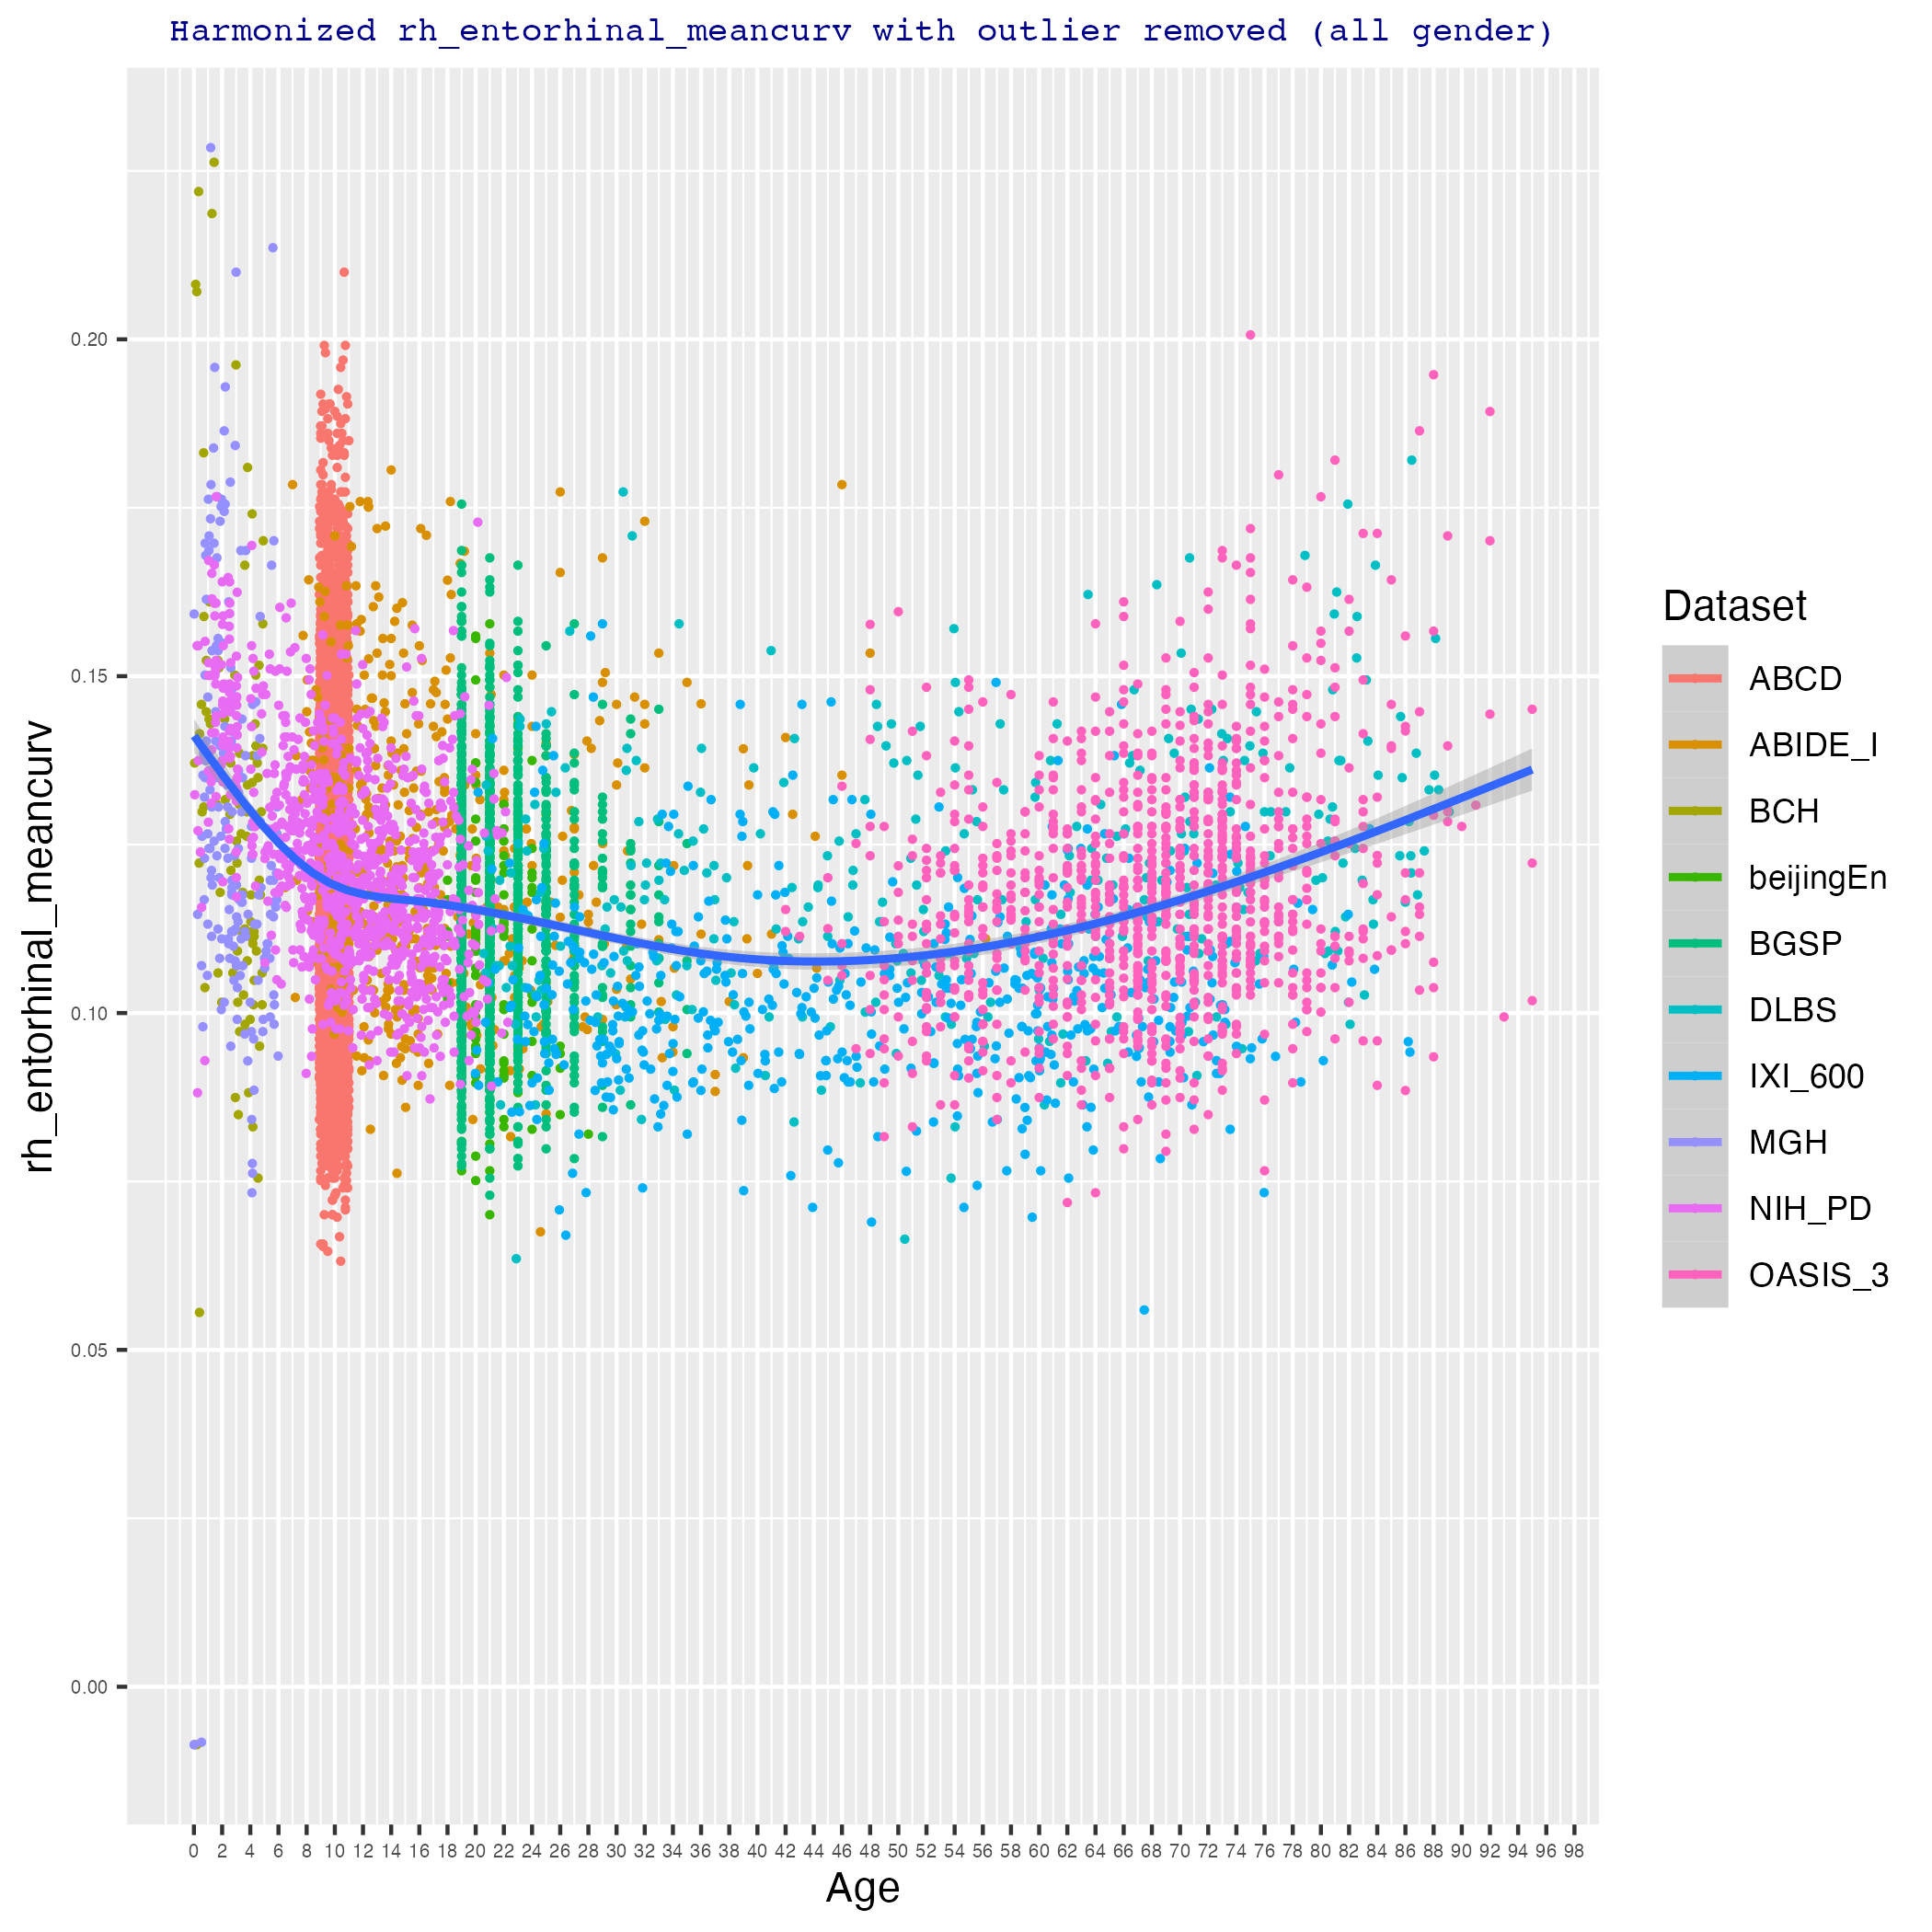 Harmonized rh_entorhinal_meancurv with outlier removed (all gender)
rh_entorhinal_meancurv
0.20
0.15
0.10
0.05
0.00
0 2 4 6 8 10 12 14 16 18 20 22 24 26 28 30 32 34 36 38 40 42 44 46 48 50 52 54 56 58 60 62 64 66 68 70 72 74 76 78 80 82 84 86 88 90 92 94 96 98
Age
Dataset
ABCD
ABIDE_I
BCH
beijingEn
BGSP
DLBS
IXI_600
MGH
NIH_PD
OASIS_3